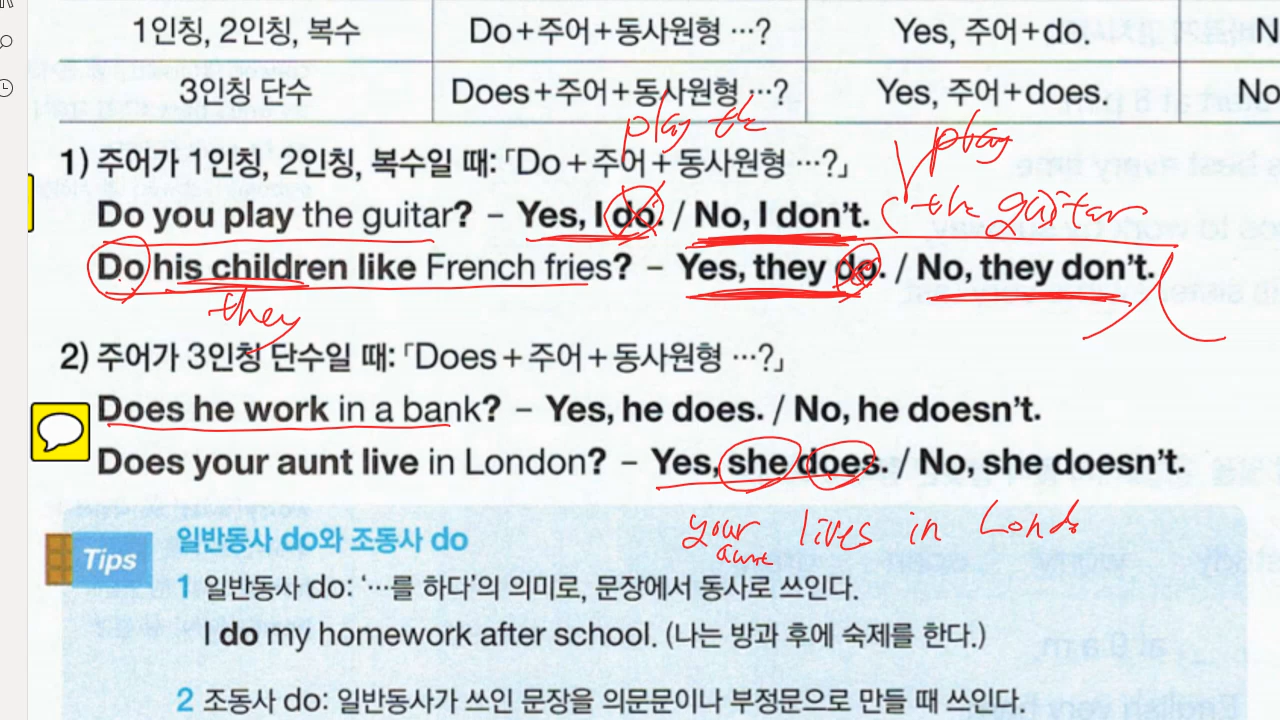 1인칭, 2인칭, 복수 Do+주어+동사원형 …? Yes, 주어+do. N
3인칭 단수 Does+주어+동사원형 …? Yes, 주어+does. No
play the play
1) 주어가 1인칭, 2인칭, 복수일 때: 「Do+주어+동사원형 …?」
the guitar
Do you play the guitar? – Yes, I do. / No, I don't.
Do his children like French fries? – Yes, they do. / No, they don't.
they
2) 주어가 3인칭 단수일 때: 「Does+주어+동사원형 …?」
Does he work in a bank? – Yes, he does. / No, he doesn't.
Does your aunt live in London? – Yes, she does. / No, she doesn't.
your aunt lives in
Tips 일반동사 do와 조동사 do
1 일반동사 do: '…를 하다'의 의미로, 문장에서 동사로 쓰인다.
I do my homework after school. (나는 방과 후에 숙제를 한다.)
2 조동사 do: 일반동사가 쓰인 문장을 의문문이나 부정문으로 만들 때 쓰인다.